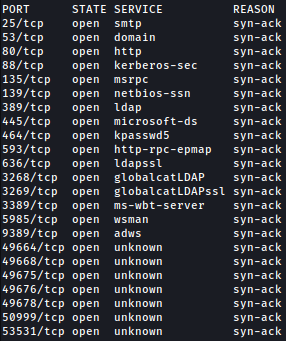 PORT STATE SERVICE REASON
25/tcp open smtp syn-ack
53/tcp open domain syn-ack
80/tcp open http syn-ack
88/tcp open kerberos-sec syn-ack
135/tcp open msrpc syn-ack
139/tcp open netbios-ssn syn-ack
389/tcp open ldap syn-ack
445/tcp open microsoft-ds syn-ack
464/tcp open kpasswd5 syn-ack
593/tcp open http-rpc-epmap syn-ack
636/tcp open ldapssl syn-ack
3268/tcp open globalcatLDAP syn-ack
3269/tcp open globalcatLDAPssl syn-ack
3389/tcp open ms-wbt-server syn-ack
5985/tcp open wsman syn-ack
9389/tcp open adws syn-ack
49664/tcp open unknown syn-ack
49668/tcp open unknown syn-ack
49675/tcp open unknown syn-ack
49676/tcp open unknown syn-ack
49678/tcp open unknown syn-ack
50999/tcp open unknown syn-ack
53531/tcp open unknown syn-ack